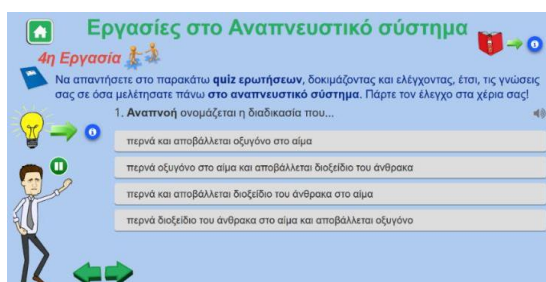 Εργασίες στο Αναπνευστικό σύστημα
4η Εργασία
Να απαντήσετε στο παρακάτω quiz ερωτήσεων, δοκιμάζοντας και ελέγχοντας, έτσι, τις γνώσεις
σας σε όσα μελετήσατε πάνω στο αναπνευστικό σύστημα. Πάρτε τον έλεγχο στα χέρια σας!
1. Αναπνοή ονομάζεται η διαδικασία που...
περνά και αποβάλλεται οξυγόνο στο αίμα
περνά οξυγόνο στο αίμα και αποβάλλεται διοξείδιο του άνθρακα
περνά και αποβάλλεται διοξείδιο του άνθρακα στο αίμα
περνά διοξείδιο του άνθρακα στο αίμα και αποβάλλεται οξυγόνο